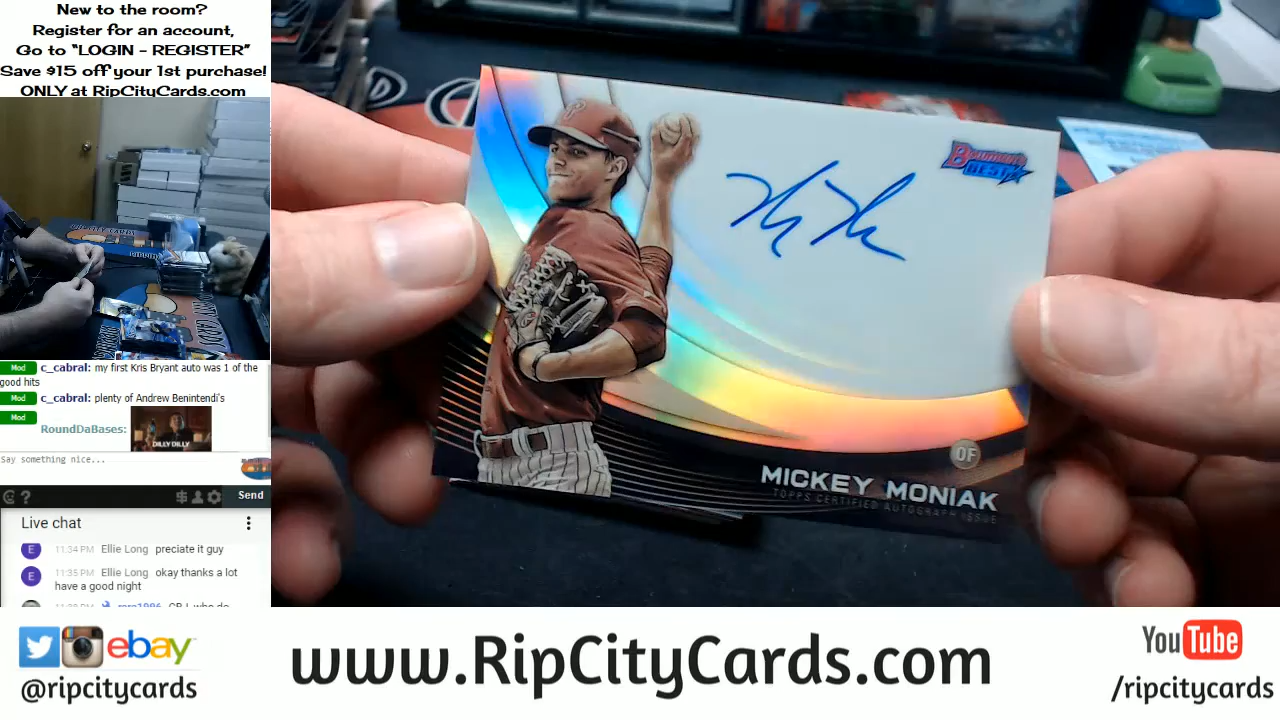 New to the room?
Register for an account,
Go to "LOGIN - REGISTER"
Save $15 off your 1st purchase!
ONLY at RipCityCards.com
Bowman's
BEST
OF
MICKEY MONIAK
TOPPS CERTIFIED AUTOGRAPH ISSUE
Mod c_cabral: my first Kris Bryant auto was 1 of the
good hits
Mod c_cabral: plenty of Andrew Benintendi's
Mod
RoundDaBases:
DILLY DILLY
Say something nice...
Send
Live chat
E 11:34 PM Ellie Long preciate it guy
E 11:35 PM Ellie Long okay thanks a lot
have a good night
ebay
@ripcitycards
www.RipCityCards.com
YouTube
/ripcitycards